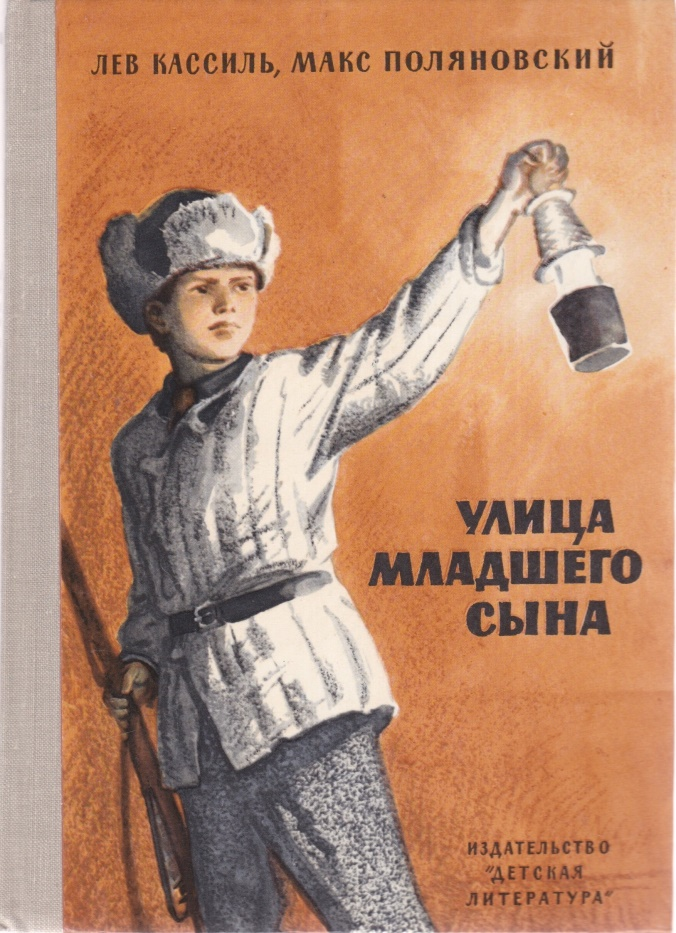 ЛЕВ КАССИЛЬ, МАКС ПОЛЯНОВСКИЙ
УЛИЦА
МЛАДШЕГО
СЫНА
ИЗДАТЕЛЬСТВО
"ДЕТСКАЯ
ЛИТЕРАТУРА"